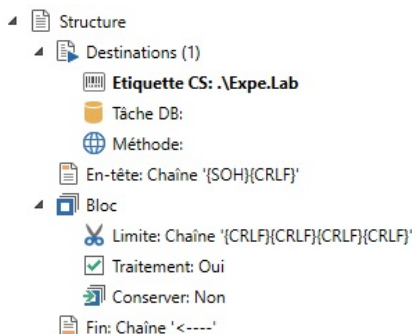 Structure
Destinations (1)
Etiquette CS: .\Expe.Lab
Tâche DB:
Méthode:
En-tête: Chaîne '{SOH}{CRLF}'
Bloc
Limite: Chaîne '{CRLF}{CRLF}{CRLF}{CRLF}'
Traitement: Oui
Conserver: Non
Fin: Chaîne '<----'